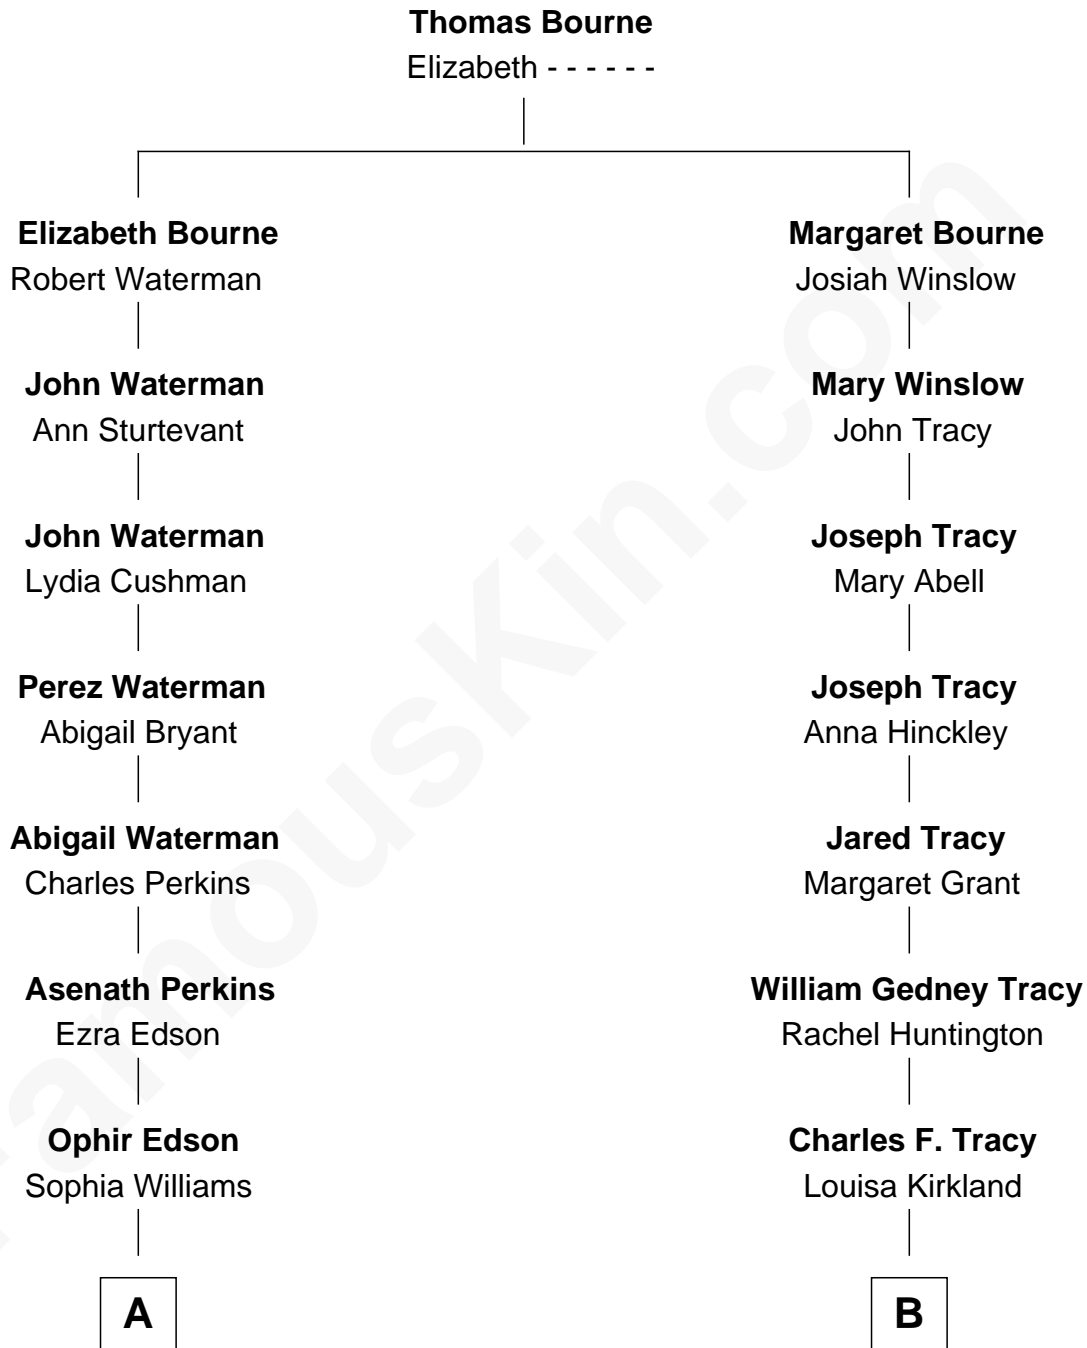 Thomas Bourne
Elizabeth - - - - - -
Elizabeth Bourne
Robert Waterman
Margaret Bourne
Josiah Winslow
John Waterman
Ann Sturtevant
Mary Winslow
John Tracy
John Waterman
Lydia Cushman
Joseph Tracy
Mary Abell
Perez Waterman
Abigail Bryant
Joseph Tracy
Anna Hinckley
Abigail Waterman
Charles Perkins
Jared Tracy
Margaret Grant
Asenath Perkins
Ezra Edson
William Gedney Tracy
Rachel Huntington
Ophir Edson
Sophia Williams
Charles F. Tracy
Louisa Kirkland
A
B
FamousKin.com